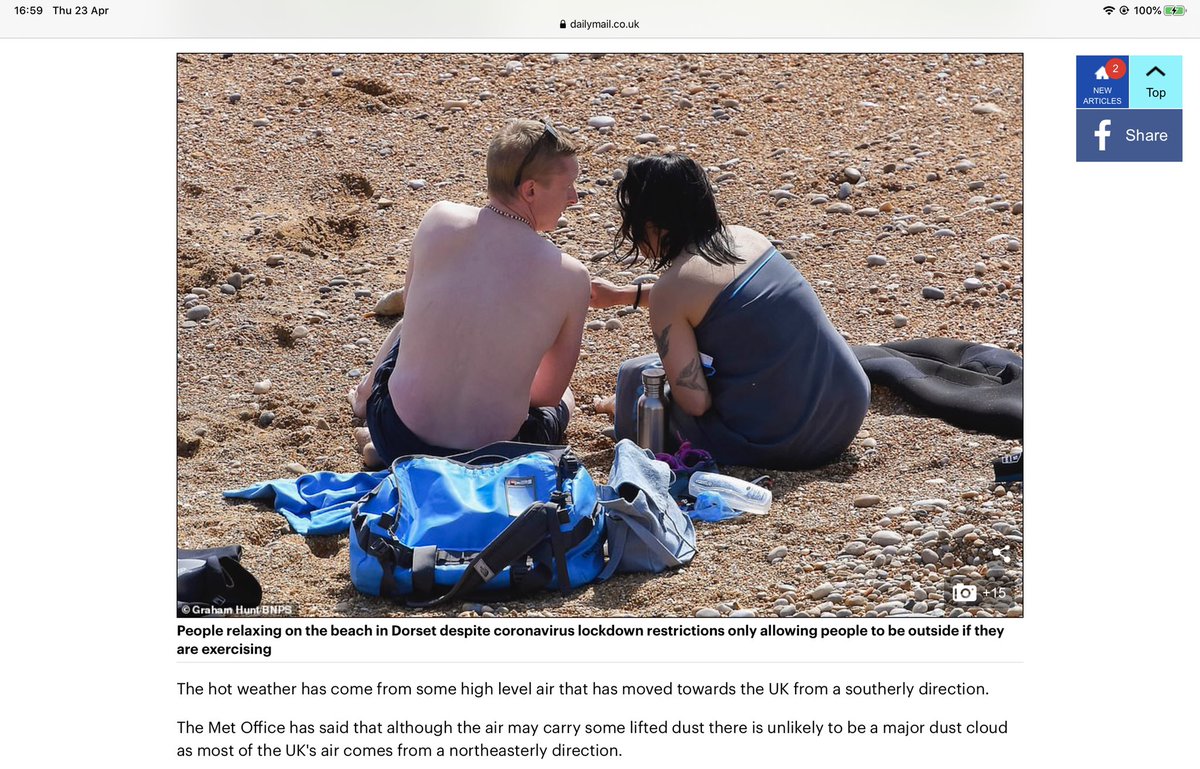 16:59 Thu 23 Apr
100%
dailymail.co.uk
2
NEW
ARTICLES
Top
Share
+15
© Graham Hunt BNPS
People relaxing on the beach in Dorset despite coronavirus lockdown restrictions only allowing people to be outside if they
are exercising
The hot weather has come from some high level air that has moved towards the UK from a southerly direction.
The Met Office has said that although the air may carry some lifted dust there is unlikely to be a major dust cloud
as most of the UK's air comes from a northeasterly direction.